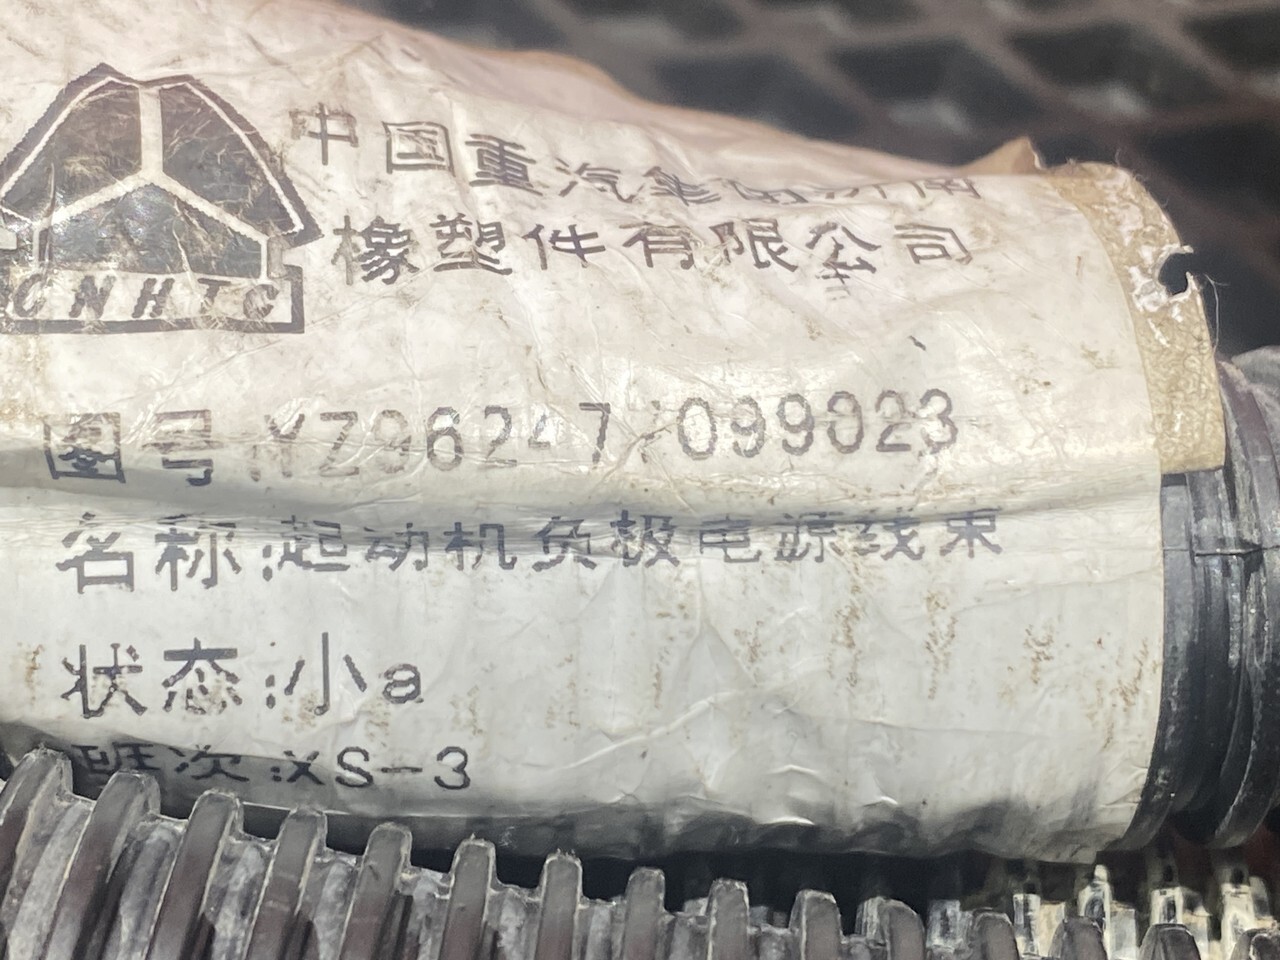 CNHTC
中国重汽集团济南
橡塑件有限公司
图号 YZ96247 099023
名称:起动机负极电源线束
状态:小a
班次:XS-3